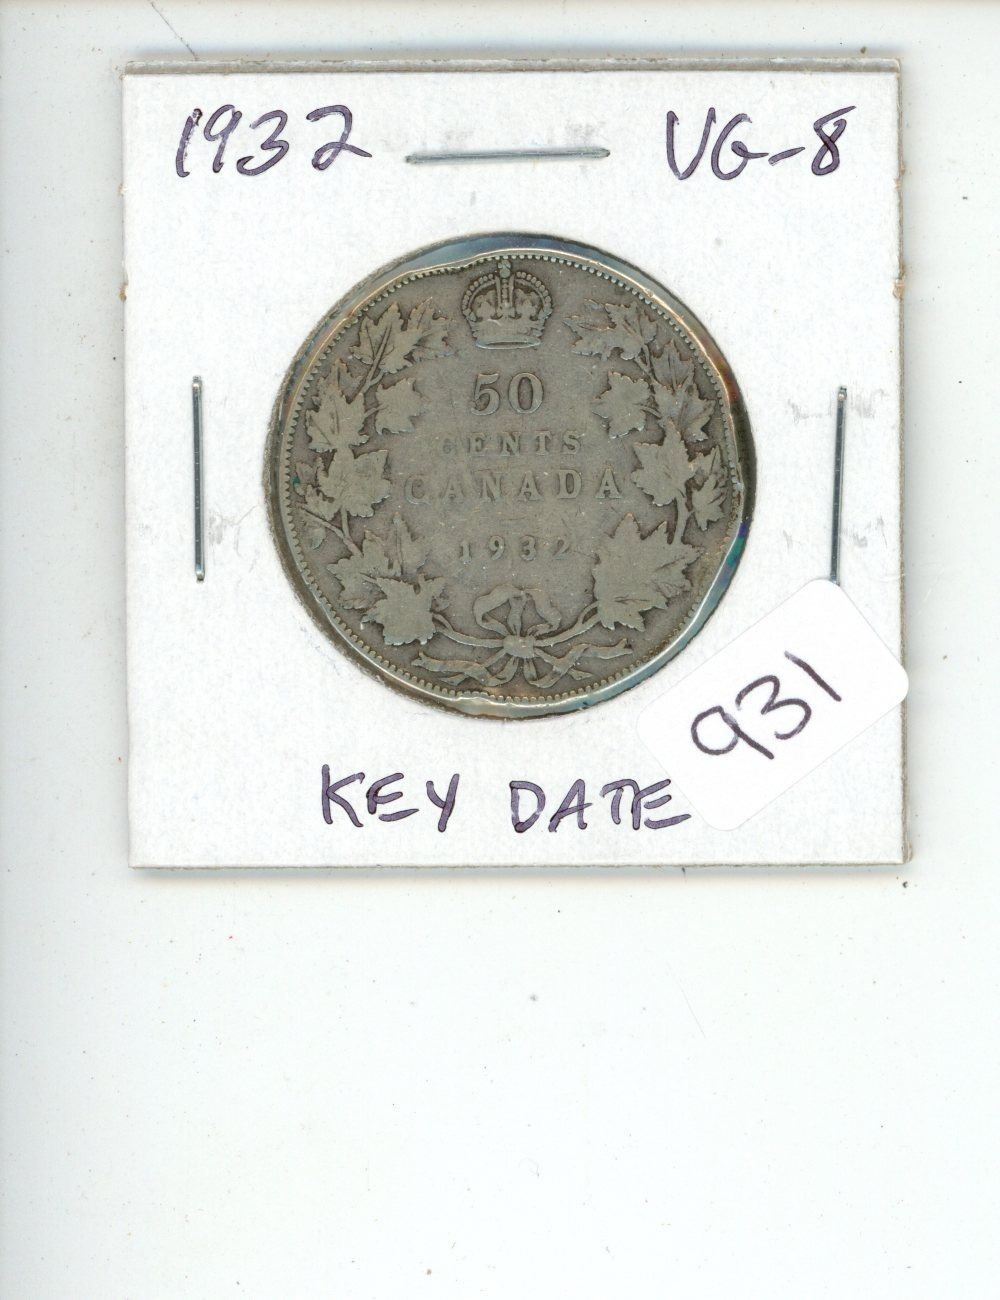 1932 VG-8
50
CENTS
CANADA
1932
931
KEY DATE